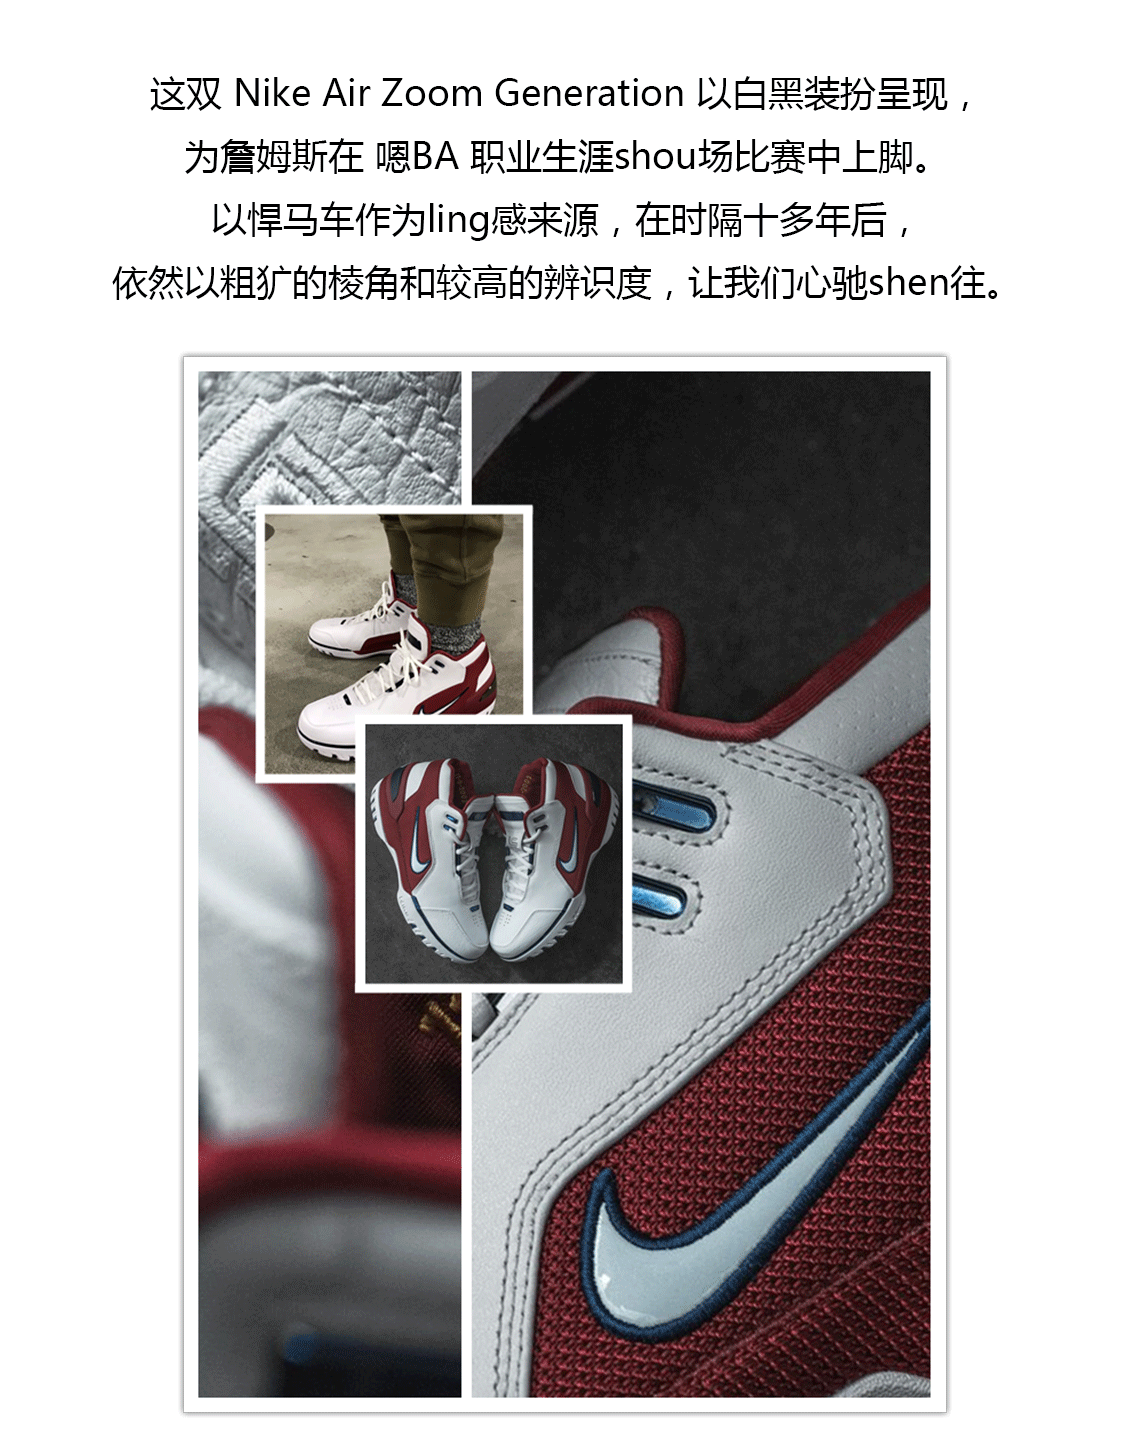 这双 Nike Air Zoom Generation 以白黑装扮呈现，
为詹姆斯在 嗯BA 职业生涯shou场比赛中上脚。
以悍马车作为ling感来源，在时隔十多年后，
依然以粗犷的棱角和较高的辨识度，让我们心驰shen往。